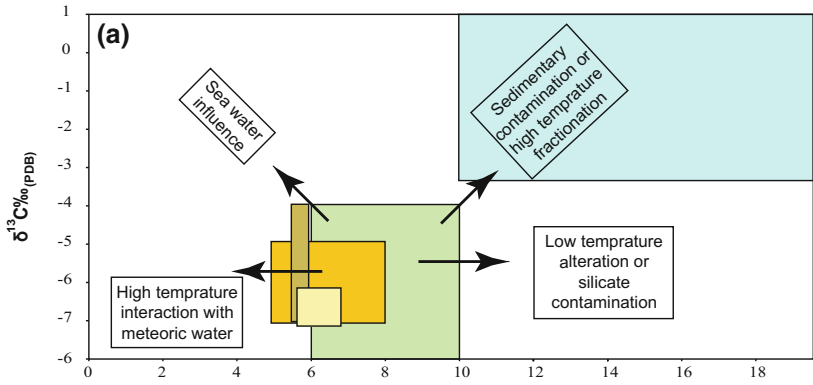 (a)
1
0
-1
-2
-3
-4
-5
-6
-7
-6
δ¹³C‰(PDB)
Sea water
influence
Sedimentary
contamination or
high temperature
fractionation
High temprature
interaction with
meteoric water
Low temprature
alteration or
silicate
contamination
0 2 4 6 8 10 12 14 16 18